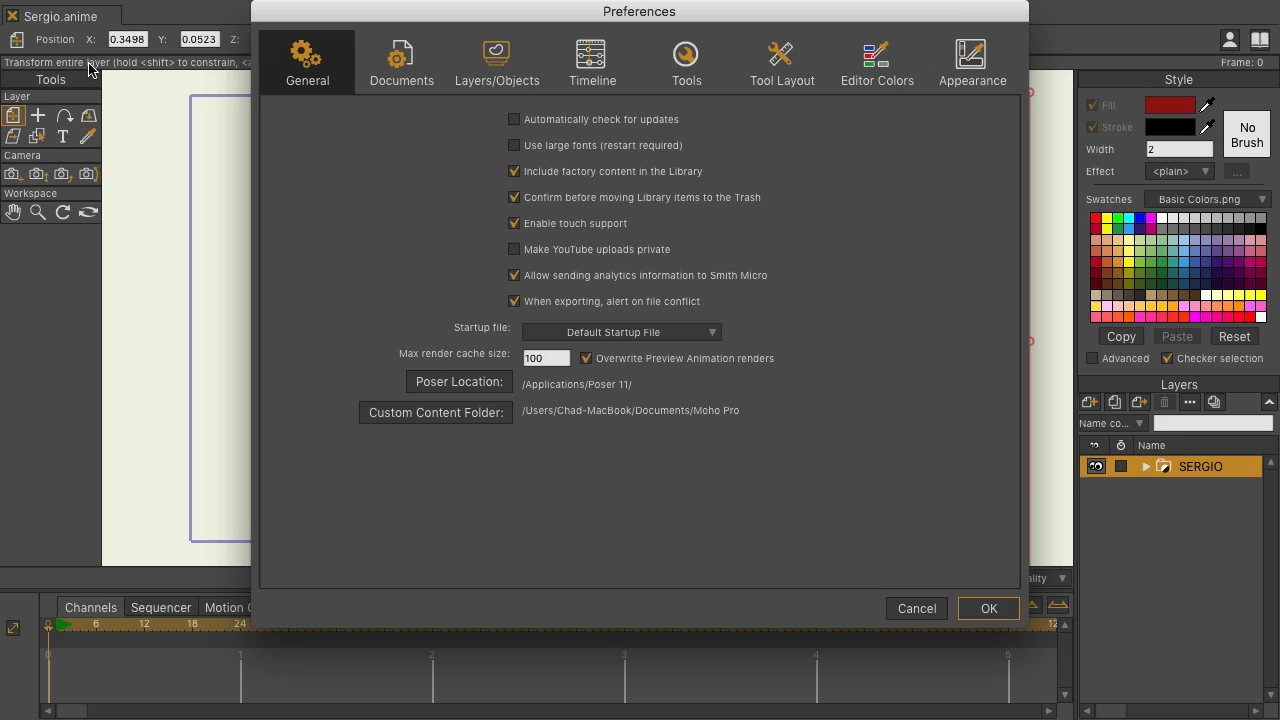 Sergio.anime
Preferences
Position X: 0.3498 Y: 0.0523 Z:
Transform entire layer (hold <shift> to constrain, <a
Frame: 0
General
Documents
Layers/Objects
Timeline
Tools
Tool Layout
Editor Colors
Appearance
Tools
Layer
T
Camera
Workspace
Automatically check for updates
Use large fonts (restart required)
Include factory content in the Library
Confirm before moving Library items to the Trash
Enable touch support
Make YouTube uploads private
Allow sending analytics information to Smith Micro
When exporting, alert on file conflict
Startup file: Default Startup File
Max render cache size: 100 Overwrite Preview Animation renders
Poser Location: /Applications/Poser 11/
Custom Content Folder: /Users/Chad-MacBook/Documents/Moho Pro
Cancel
OK
Style
Fill
Stroke
No
Brush
Width 2
Effect <plain> ...
Swatches Basic Colors.png
Copy
Paste
Reset
Advanced
Checker selection
Layers
Name co...
Name
SERGIO
ality
Channels
Sequencer
Motion G
6 12 18 24 12
0 1 2 3 4 5